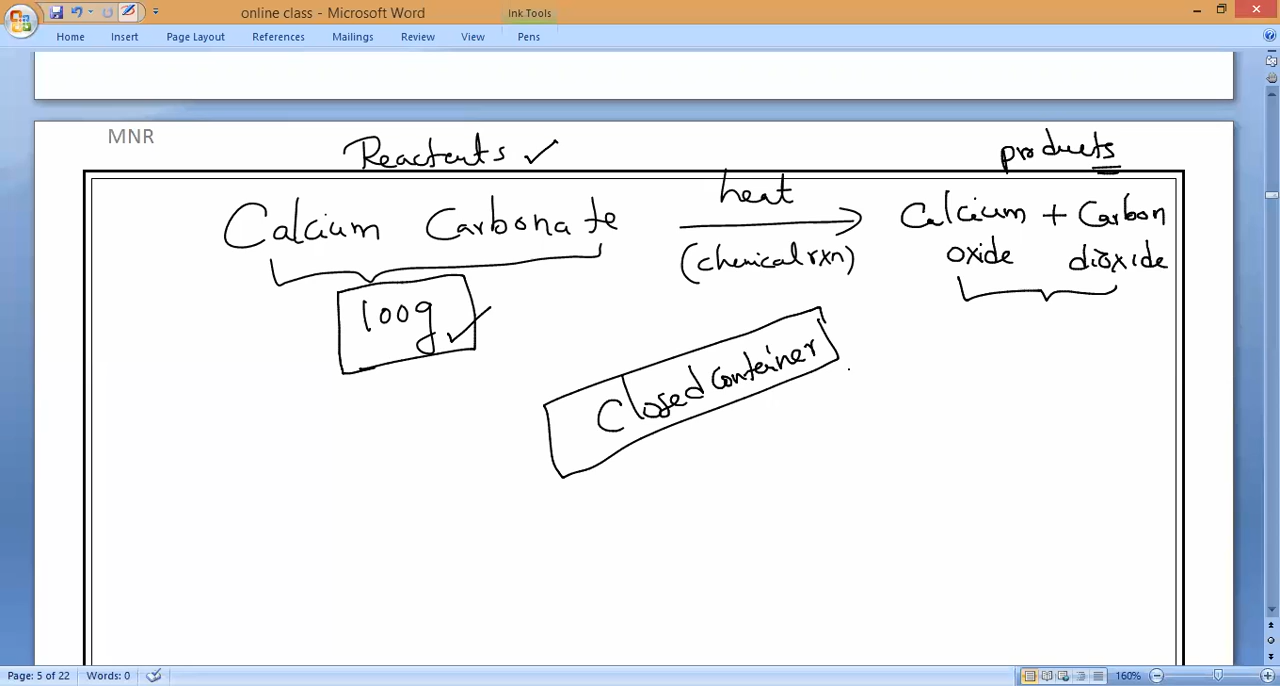 online class - Microsoft Word
Ink Tools
Home Insert Page Layout References Mailings Review View Pens
MNR
Reactants ✓ products
Calcium Carbonate heat Calcium + Carbon
(chemical rxn) oxide dioxide
100g
Closed container
Page: 5 of 22 Words: 0 160%